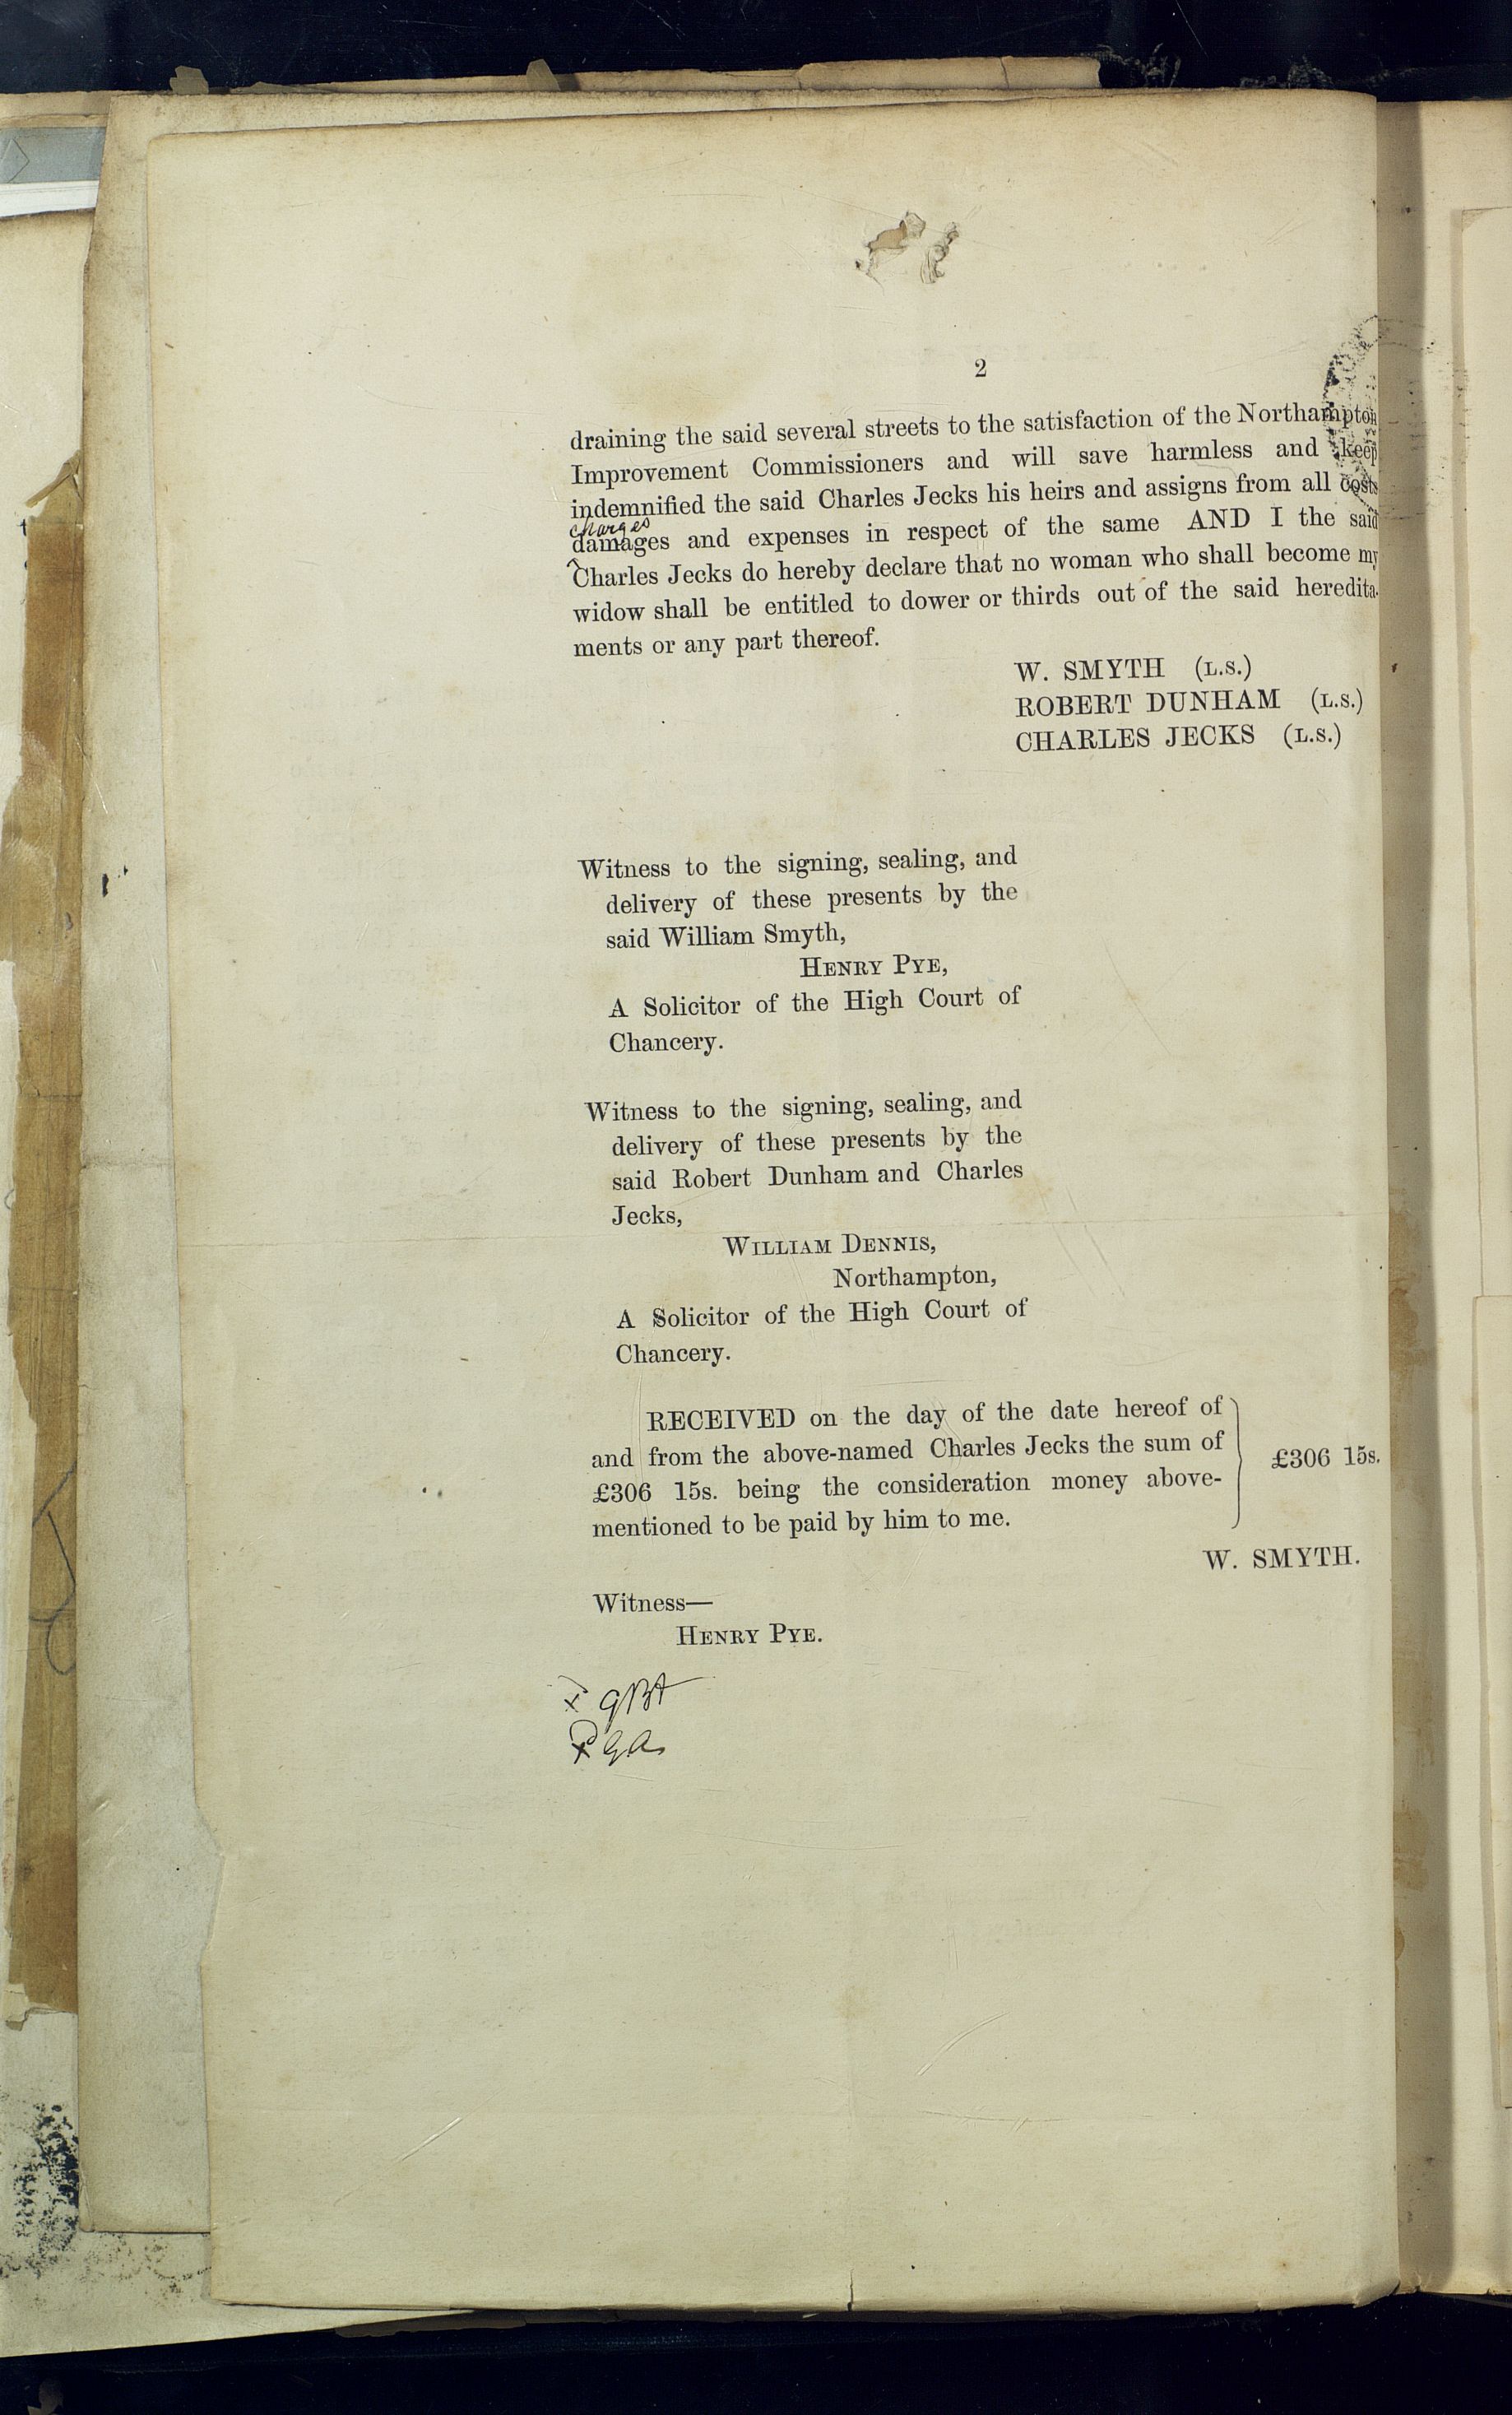 2
draining the said several streets to the satisfaction of the Northampton
Improvement Commissioners and will save harmless and keep
indemnified the said Charles Jecks his heirs and assigns from all costs
charges
damages and expenses in respect of the same AND I the said
Charles Jecks do hereby declare that no woman who shall become my
widow shall be entitled to dower or thirds out of the said heredita-
ments or any part thereof.
W. SMYTH (L.S.)
ROBERT DUNHAM (L.S.)
CHARLES JECKS (L.S.)
Witness to the signing, sealing, and
delivery of these presents by the
said William Smyth,
HENRY PYE,
A Solicitor of the High Court of
Chancery.
Witness to the signing, sealing, and
delivery of these presents by the
said Robert Dunham and Charles
Jecks,
WILLIAM DENNIS,
Northampton,
A Solicitor of the High Court of
Chancery.
RECEIVED on the day of the date hereof of
and from the above-named Charles Jecks the sum of
£306 15s. being the consideration money above-
mentioned to be paid by him to me.
£306 15s.
W. SMYTH.
Witness—
HENRY PYE.